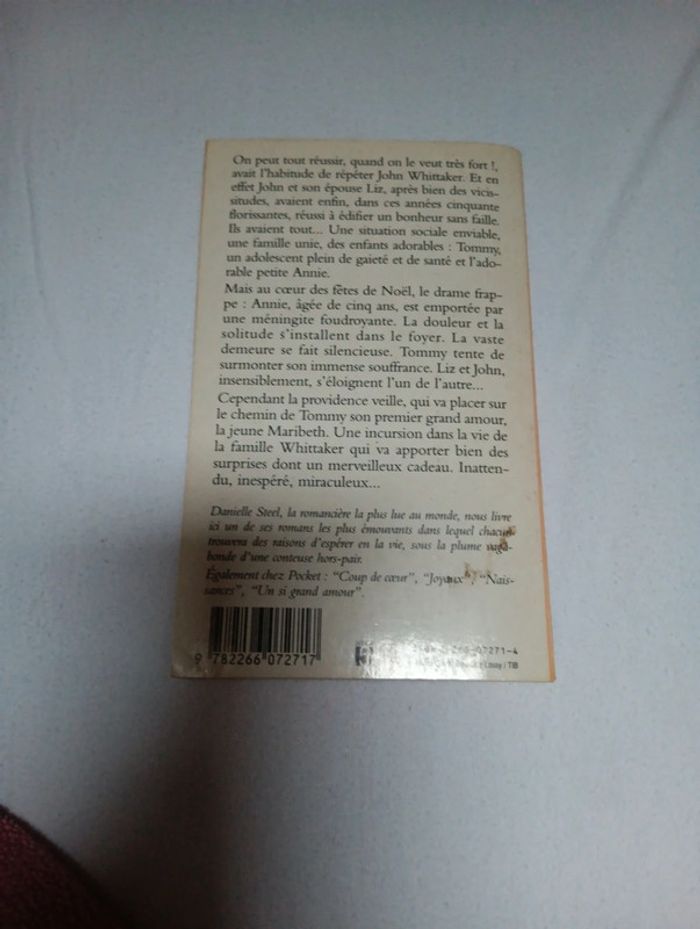 On peut tout réussir, quand on le veut très fort !,
avait l'habitude de répéter John Whittaker. Et en
effet John et son épouse Liz, après bien des vicis-
situdes, avaient enfin, dans ces années cinquante
florissantes, réussi à édifier un bonheur sans faille.
Ils avaient tout... Une situation sociale enviable,
une famille unie, des enfants adorables : Tommy,
un adolescent plein de gaieté et de santé et l'ado-
rable petite Annie.
Mais au cœur des fêtes de Noël, le drame frap-
pe : Annie, âgée de cinq ans, est emportée par
une méningite foudroyante. La douleur et la
solitude s'installent dans le foyer. La vaste
demeure se fait silencieuse. Tommy tente de
surmonter son immense souffrance. Liz et John,
insensiblement, s'éloignent l'un de l'autre...
Cependant la providence veille, qui va placer sur
le chemin de Tommy son premier grand amour,
la jeune Maribeth. Une incursion dans la vie de
la famille Whittaker qui va apporter bien des
surprises dont un merveilleux cadeau. Inatten-
du, inespéré, miraculeux...
Danielle Steel, la romancière la plus lue au monde, nous livre
ici un de ses romans les plus émouvants dans lequel chacun
trouvera des raisons d'espérer en la vie, sous la plume vaga-
bonde d'une conteuse hors-pair.
Également chez Pocket : "Coup de cœur", "Joyaux", "Nais-
sances", "Un si grand amour".
9 782266 072717
07271-4
/ TIB